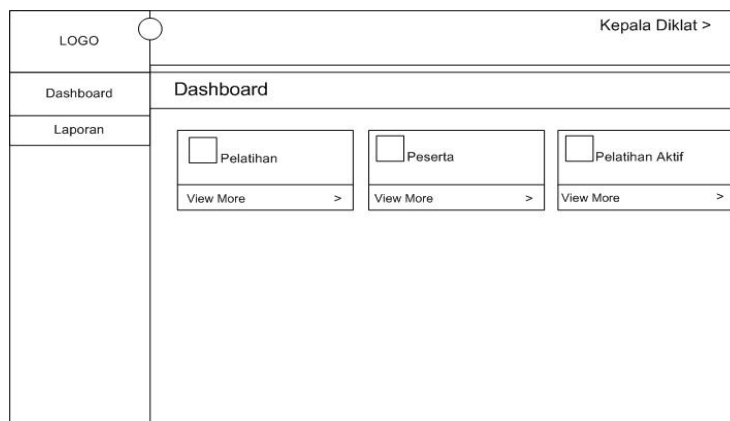 LOGO
Kepala Diklat >
Dashboard
Dashboard
Laporan
Pelatihan
View More >
Peserta
View More >
Pelatihan Aktif
View More >